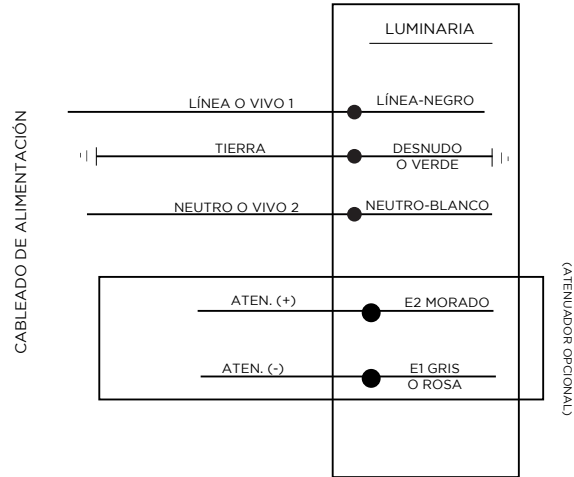 LUMINARIA
CABLEADO DE ALIMENTACIÓN
LÍNEA O VIVO 1
LÍNEA-NEGRO
TIERRA
DESNUDO
O VERDE
NEUTRO O VIVO 2
NEUTRO-BLANCO
ATEN. (+)
E2 MORADO
ATEN. (-)
E1 GRIS
O ROSA
(ATENUADOR OPCIONAL)